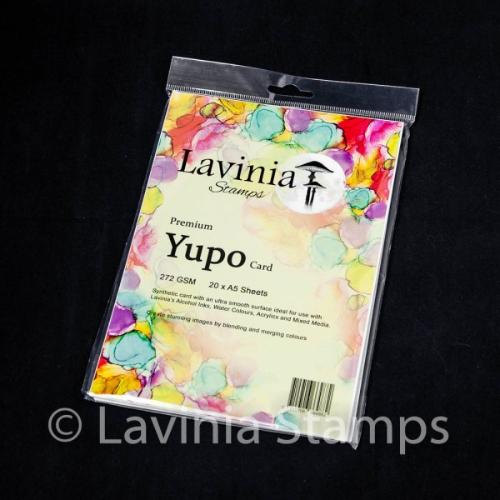 Lavinia
Stamps
Premium
Yupo Card
272 GSM 20 x A5 Sheets
Synthetic card with an ultra smooth surface ideal for use with
Lavinia's Alcohol Inks, Water Colours, Acrylics and Mixed Media.
Create stunning images by blending and merging colours
© Lavinia Stamps